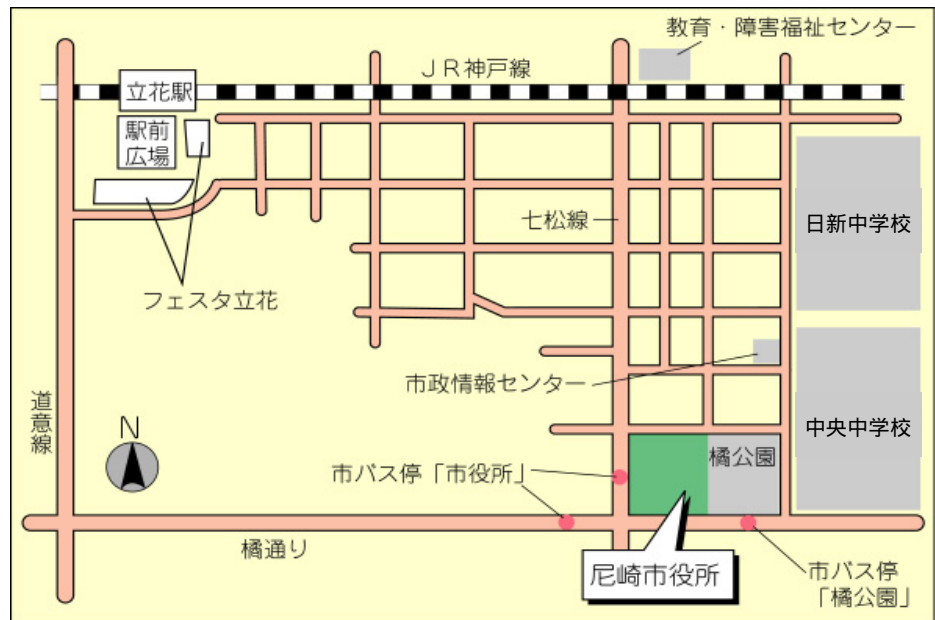 教育・障害福祉センター
JR神戸線
立花駅
駅前
広場
七松線
日新中学校
フェスタ立花
市政情報センター
道意線
N
中央中学校
橘公園
市バス停「市役所」
橘通り
尼崎市役所
市バス停
「橘公園」